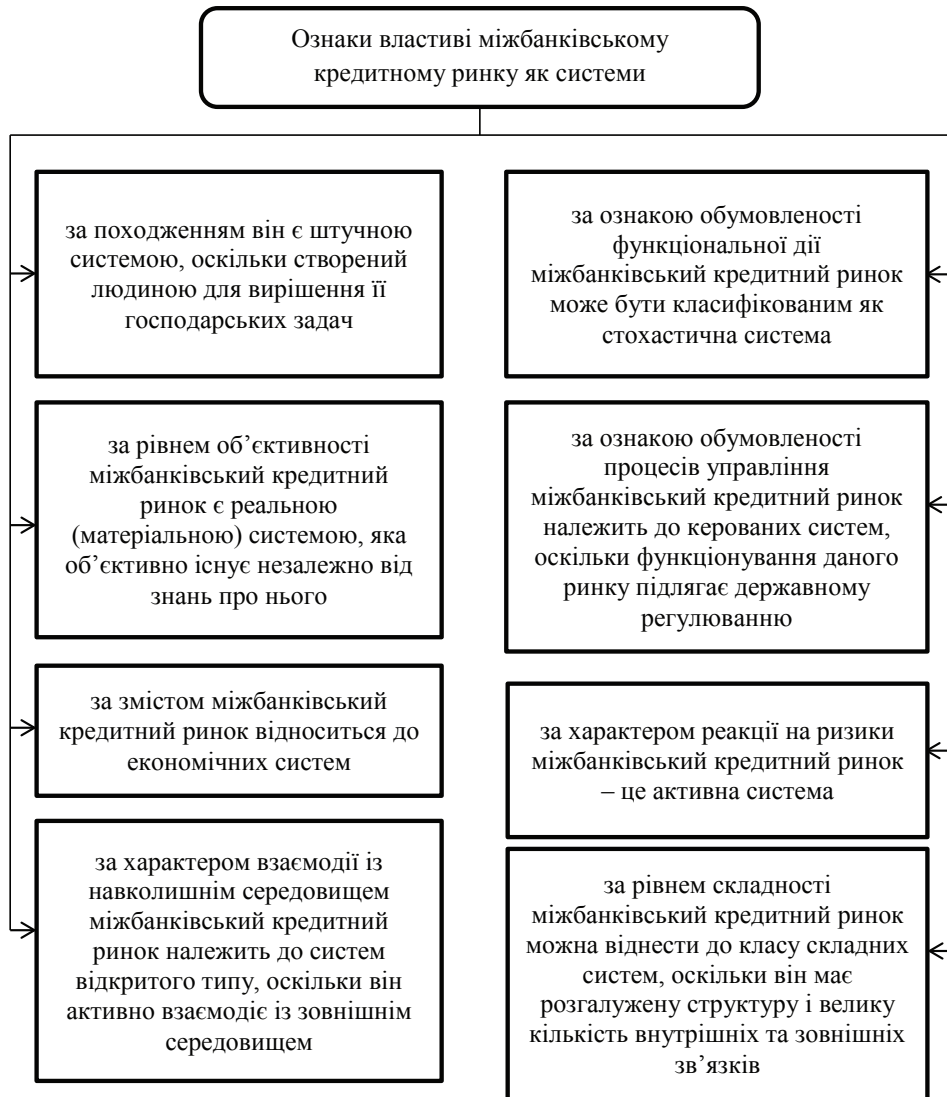 Ознаки властиві міжбанківському
кредитному ринку як системи
за походженням він є штучною
системою, оскільки створений
людиною для вирішення її
господарських задач
за рівнем об’єктивності
міжбанківський кредитний
ринок є реальною
(матеріальною) системою, яка
об’єктивно існує незалежно від
знань про нього
за змістом міжбанківський
кредитний ринок відноситься до
економічних систем
за характером взаємодії із
навколишнім середовищем
міжбанківський кредитний
ринок належить до систем
відкритого типу, оскільки він
активно взаємодіє із зовнішнім
середовищем
за ознакою обумовленості
функціональної дії
міжбанківський кредитний ринок
може бути класифікованим як
стохастична система
за ознакою обумовленості
процесів управління
міжбанківський кредитний ринок
належить до керованих систем,
оскільки функціонування даного
ринку підлягає державному
регулюванню
за характером реакції на ризики
міжбанківський кредитний ринок
– це активна система
за рівнем складності
міжбанківський кредитний ринок
можна віднести до класу складних
систем, оскільки він має
розгалужену структуру і велику
кількість внутрішніх та зовнішніх
зв’язків